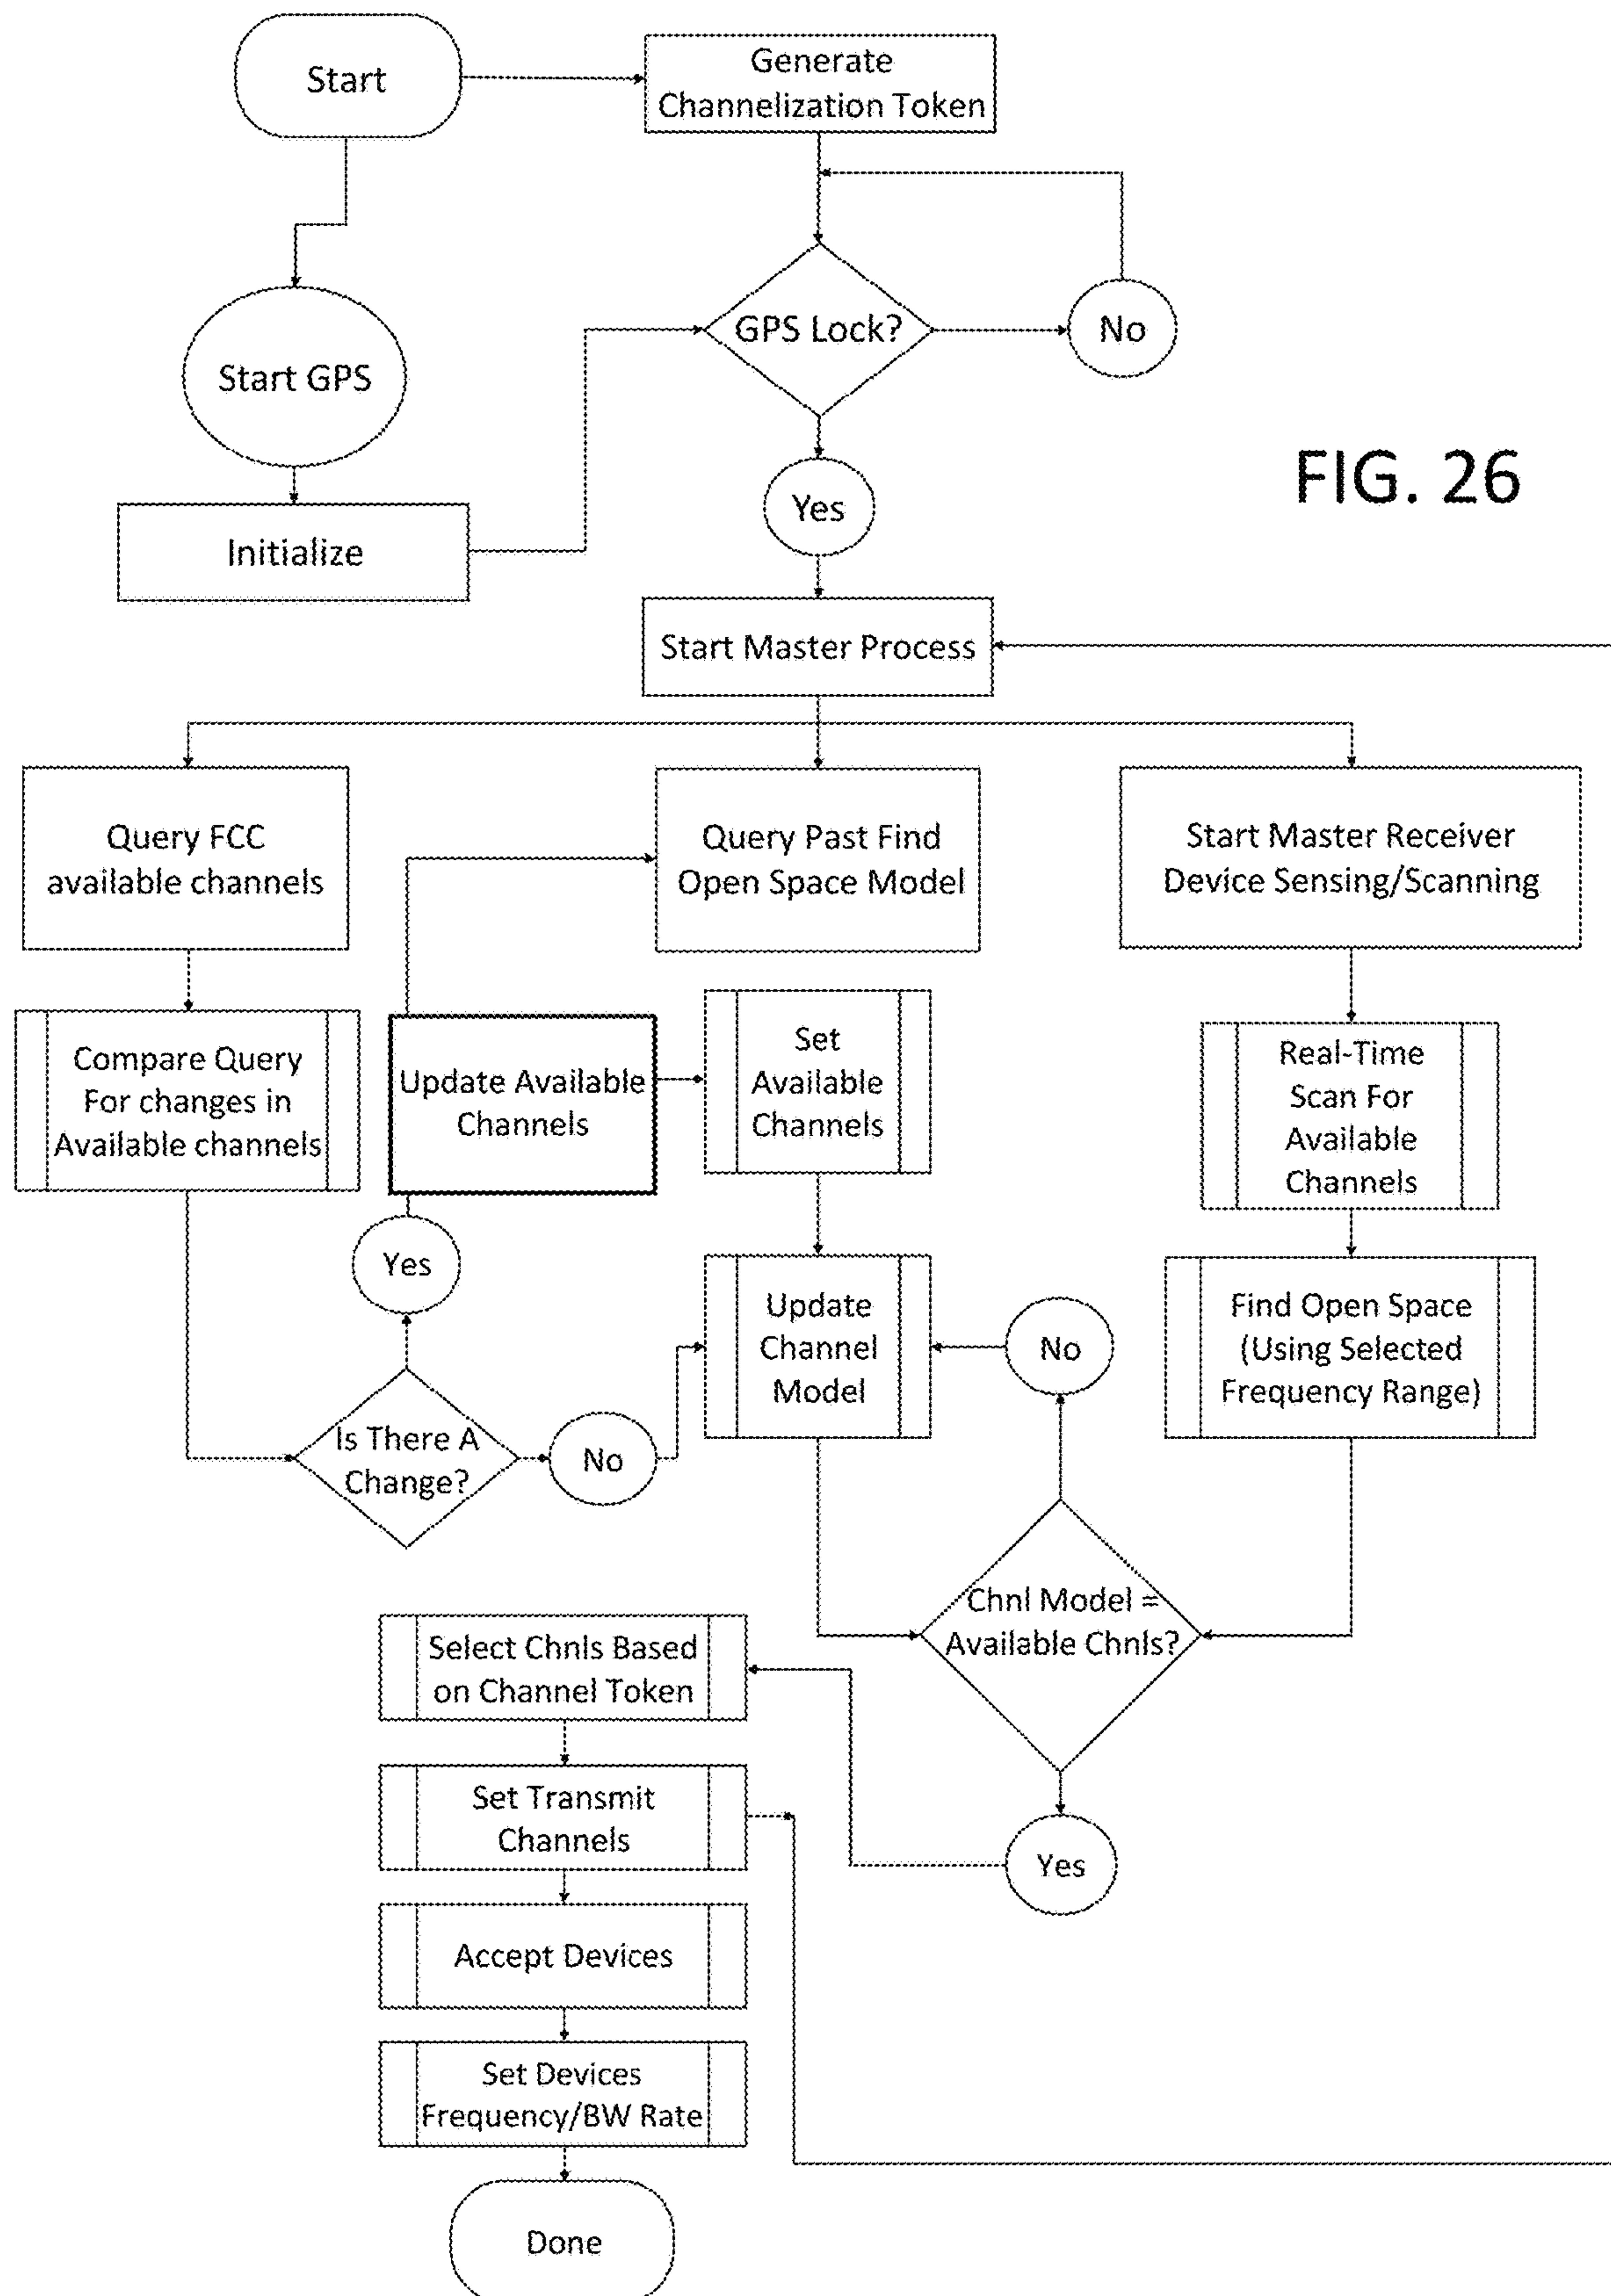 Start
Generate
Channelization Token
GPS Lock?
No
Start GPS
FIG. 26
Yes
Initialize
Start Master Process
Query FCC
available channels
Query Past Find
Open Space Model
Start Master Receiver
Device Sensing/Scanning
Compare Query
For changes in
Available channels
Update Available
Channels
Set
Available
Channels
Real-Time
Scan For
Available
Channels
Yes
Update
Channel
Model
No
Find Open Space
(Using Selected
Frequency Range)
Is There A
Change?
No
Chnl Model =
Available Chnls?
Select Chnls Based
on Channel Token
Set Transmit
Channels
Yes
Accept Devices
Set Devices
Frequency/BW Rate
Done